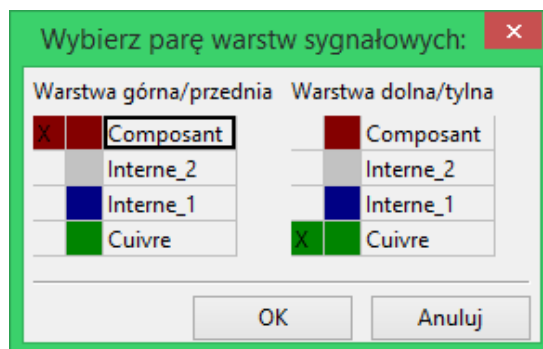 Wybierz parę warstw sygnałowych:
Warstwa górna/przednia Warstwa dolna/tylna
X Composant Composant
Interne_2 Interne_2
Interne_1 Interne_1
Cuivre X Cuivre
OK Anuluj